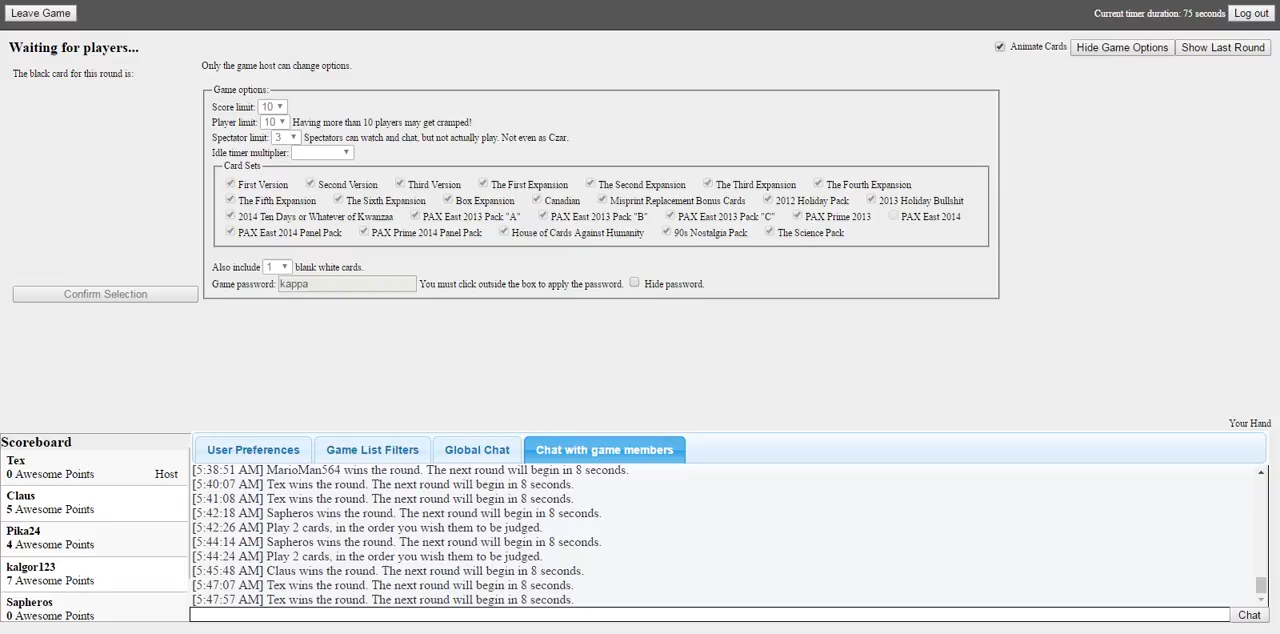 Leave Game
Current timer duration: 75 seconds Log out
Waiting for players...
Animate Cards Hide Game Options Show Last Round
The black card for this round is:
Only the game host can change options.
Game options:
Score limit: 10
Player limit: 10 Having more than 10 players may get cramped!
Spectator limit: 3 Spectators can watch and chat, but not actually play. Not even as Czar.
Idle timer multiplier:
Card Sets
First Version Second Version Third Version The First Expansion The Second Expansion The Third Expansion The Fourth Expansion
The Fifth Expansion The Sixth Expansion Box Expansion Canadian Misprint Replacement Bonus Cards 2012 Holiday Pack 2013 Holiday Bullshit
2014 Ten Days or Whatever of Kwanzaa PAX East 2013 Pack "A" PAX East 2013 Pack "B" PAX East 2013 Pack "C" PAX Prime 2013 PAX East 2014
PAX East 2014 Panel Pack PAX Prime 2014 Panel Pack House of Cards Against Humanity 90s Nostalgia Pack The Science Pack
Also include 1 blank white cards.
Game password: kappa You must click outside the box to apply the password. Hide password.
Confirm Selection
Your Hand
Scoreboard
Tex
0 Awesome Points Host
Claus
5 Awesome Points
Pika24
4 Awesome Points
kalgor123
7 Awesome Points
Sapheros
0 Awesome Points
User Preferences Game List Filters Global Chat Chat with game members
[5:38:51 AM] MarioMan564 wins the round. The next round will begin in 8 seconds.
[5:40:07 AM] Tex wins the round. The next round will begin in 8 seconds.
[5:41:08 AM] Tex wins the round. The next round will begin in 8 seconds.
[5:42:18 AM] Sapheros wins the round. The next round will begin in 8 seconds.
[5:42:26 AM] Play 2 cards, in the order you wish them to be judged.
[5:44:14 AM] Sapheros wins the round. The next round will begin in 8 seconds.
[5:44:24 AM] Play 2 cards, in the order you wish them to be judged.
[5:45:48 AM] Claus wins the round. The next round will begin in 8 seconds.
[5:47:07 AM] Tex wins the round. The next round will begin in 8 seconds.
[5:47:57 AM] Tex wins the round. The next round will begin in 8 seconds.
Chat